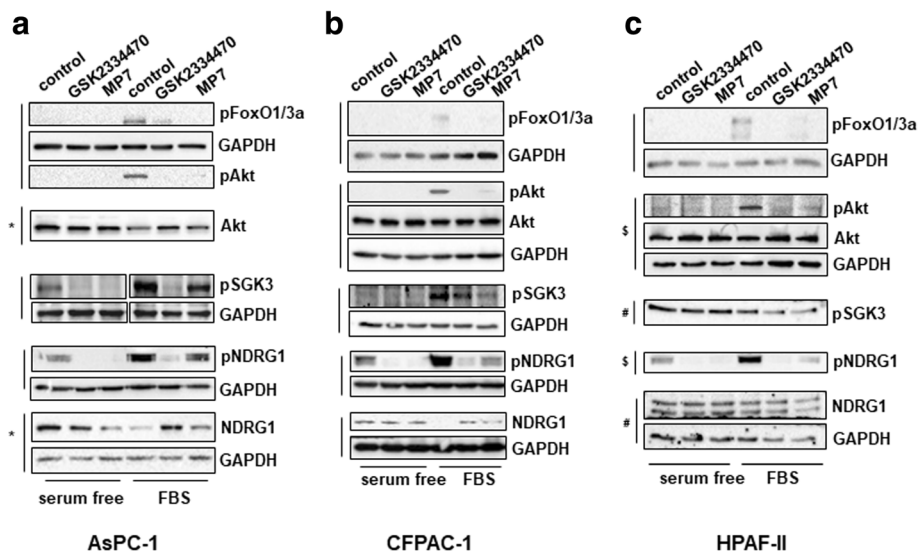 a
control
GSK2334470
MP7
control
GSK2334470
MP7
pFoxO1/3a
GAPDH
pAkt
* Akt
pSGK3
GAPDH
pNDRG1
GAPDH
* NDRG1
GAPDH
serum free FBS
AsPC-1
b
control
GSK2334470
MP7
control
GSK2334470
MP7
pFoxO1/3a
GAPDH
pAkt
Akt
GAPDH
pSGK3
GAPDH
pNDRG1
GAPDH
NDRG1
GAPDH
serum free FBS
CFPAC-1
c
control
GSK2334470
MP7
control
GSK2334470
MP7
pFoxO1/3a
GAPDH
pAkt
$ Akt
GAPDH
# pSGK3
$ pNDRG1
NDRG1
#
GAPDH
serum free FBS
HPAF-II